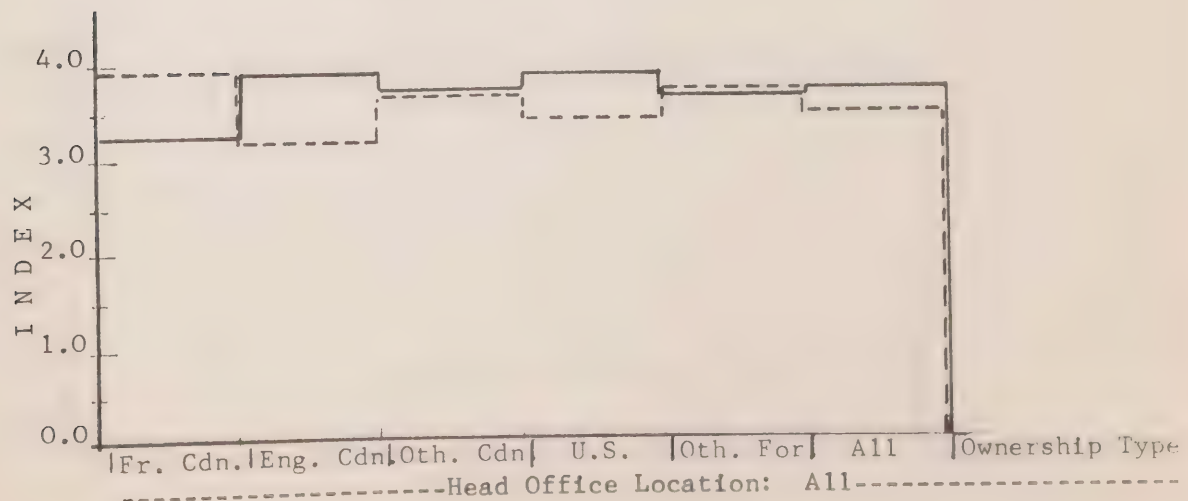 4.0
3.0
2.0
1.0
0.0
INDEX
Fr. Cdn. Eng. Cdn. Oth. Cdn U.S. Oth. For All Ownership Type
Head Office Location: All